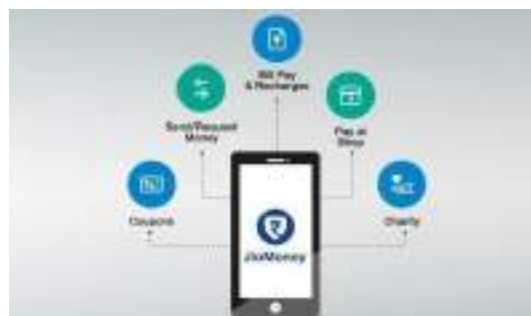 Bill Pay
& Recharges
Send/Request
Money
Pay at
Shop
Coupons
Charity
JioMoney